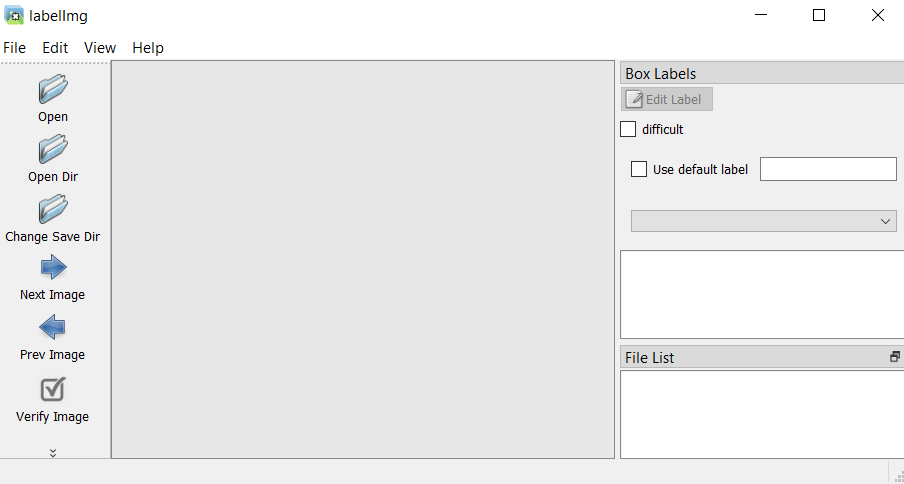 labelImg
File Edit View Help
Open
Open Dir
Change Save Dir
Next Image
Prev Image
Verify Image
Box Labels
Edit Label
difficult
Use default label
File List